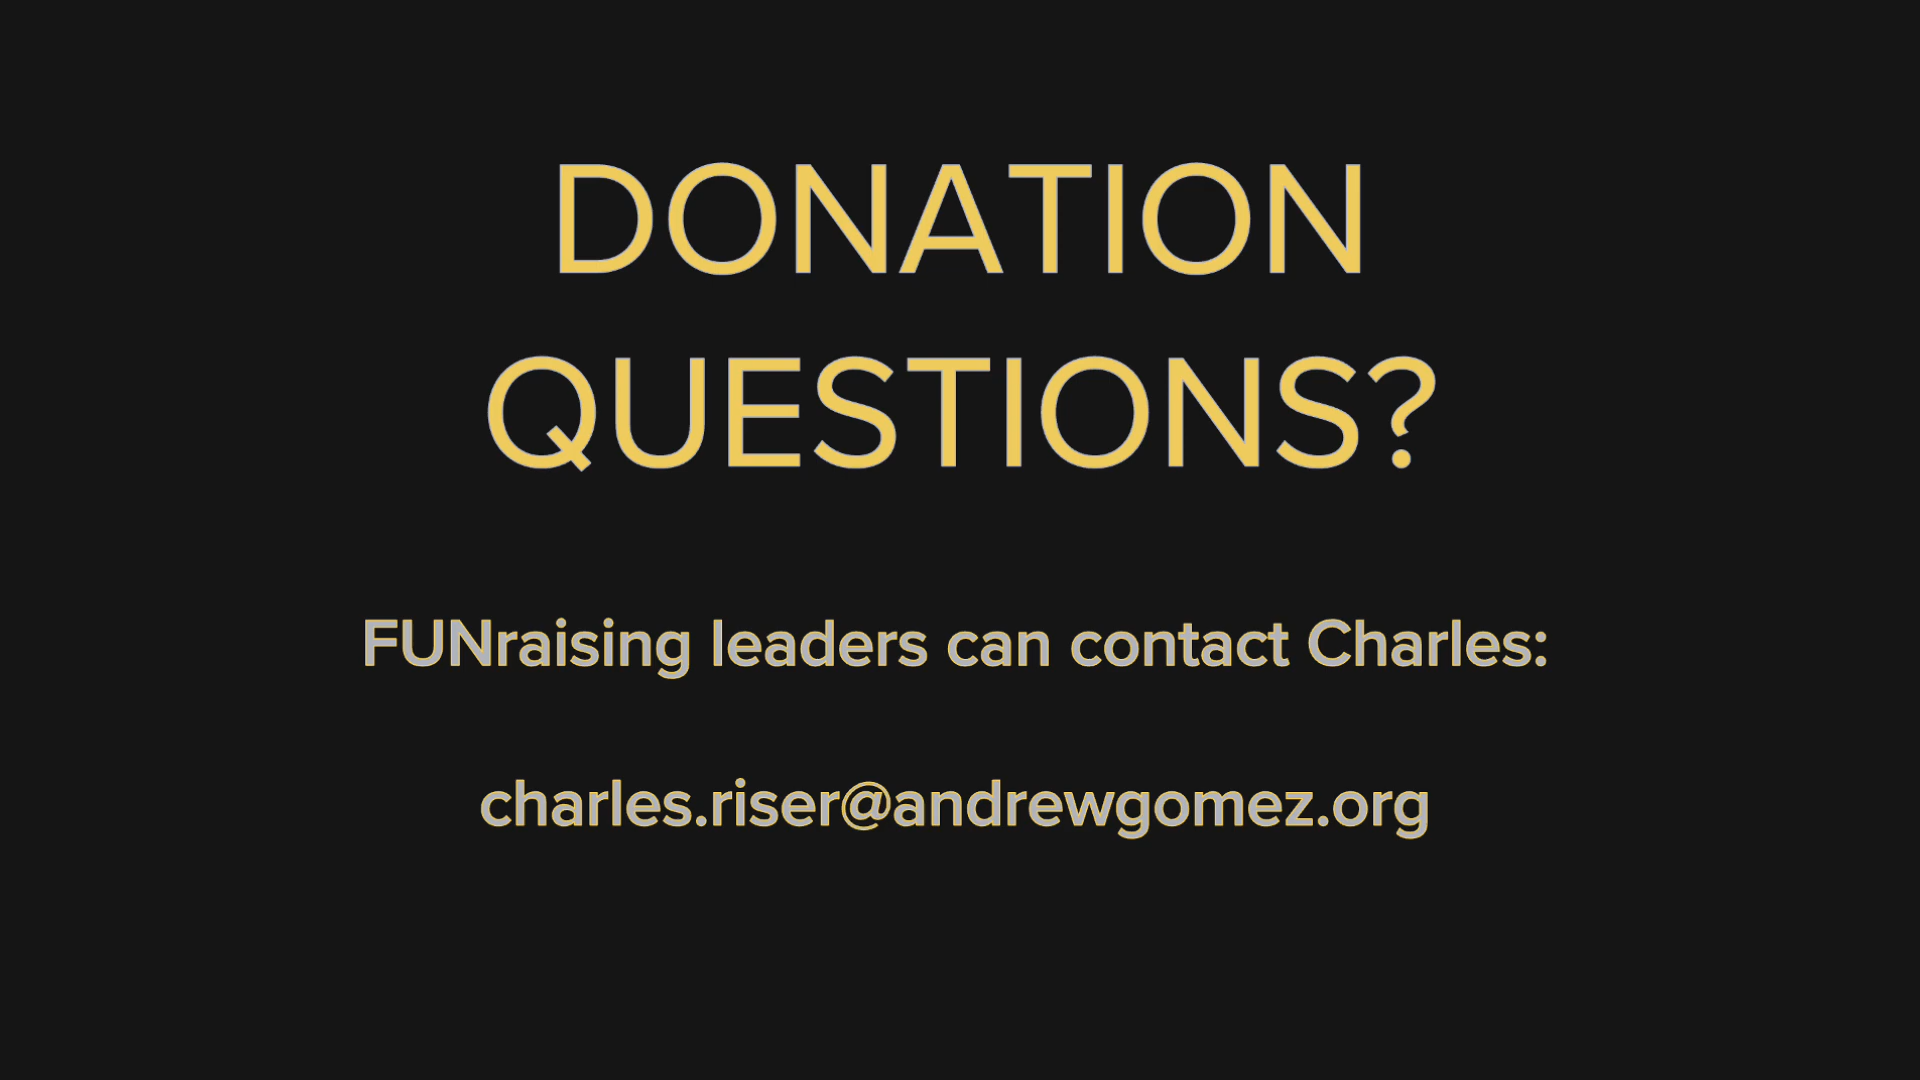 DONATION
QUESTIONS?
FUNraising leaders can contact Charles:
charles.riser@andrewgomez.org